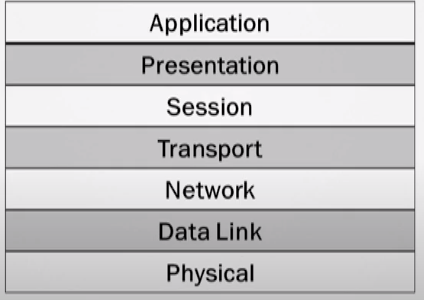 Application
Presentation
Session
Transport
Network
Data Link
Physical